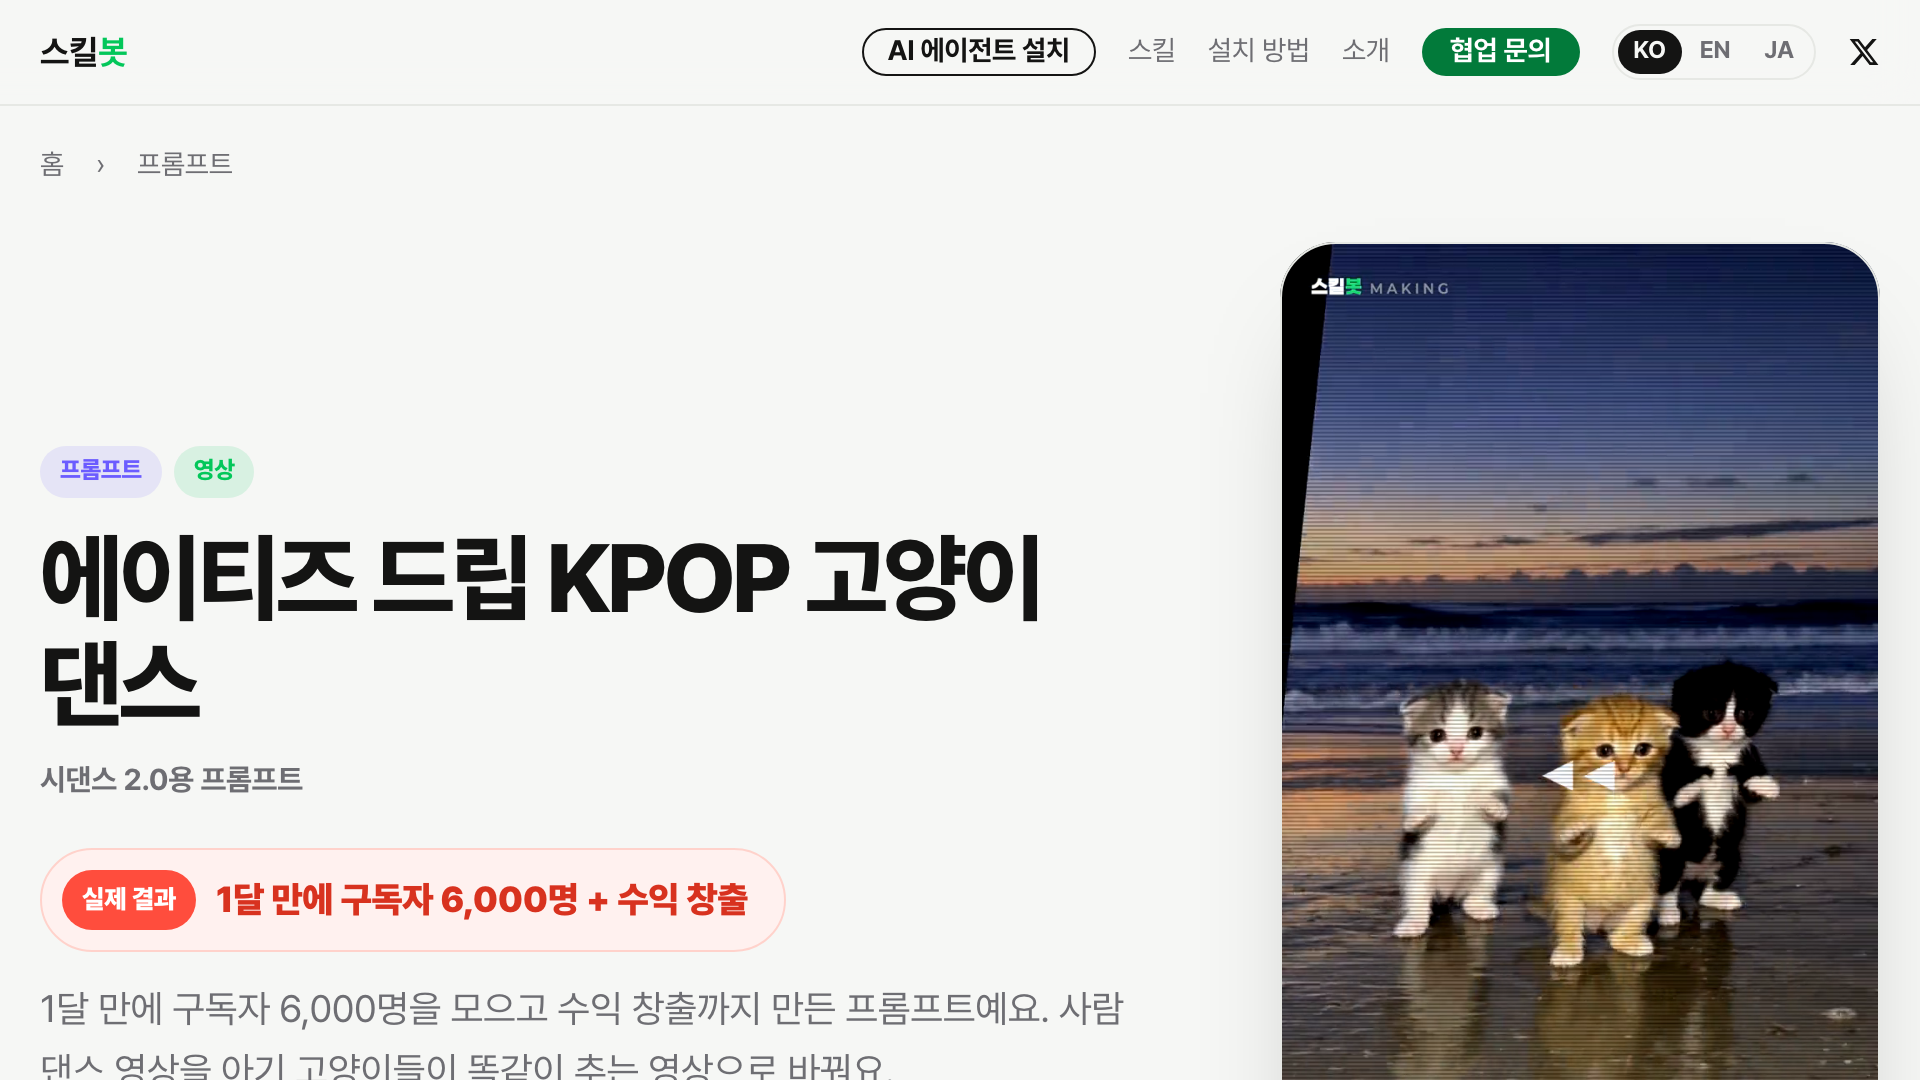 스킬봇
AI 에이전트 설치
스킬
설치 방법
소개
협업 문의
KO
EN
JA
홈 › 프롬프트
스킬봇 MAKING
프롬프트
영상
에이티즈 드립 KPOP 고양이
댄스
시댄스 2.0용 프롬프트
실제 결과
1달 만에 구독자 6,000명 + 수익 창출
1달 만에 구독자 6,000명을 모으고 수익 창출까지 만든 프롬프트예요. 사람
댄스 영상을 아기 고양이들이 똑같이 추는 영상으로 바꿔요.